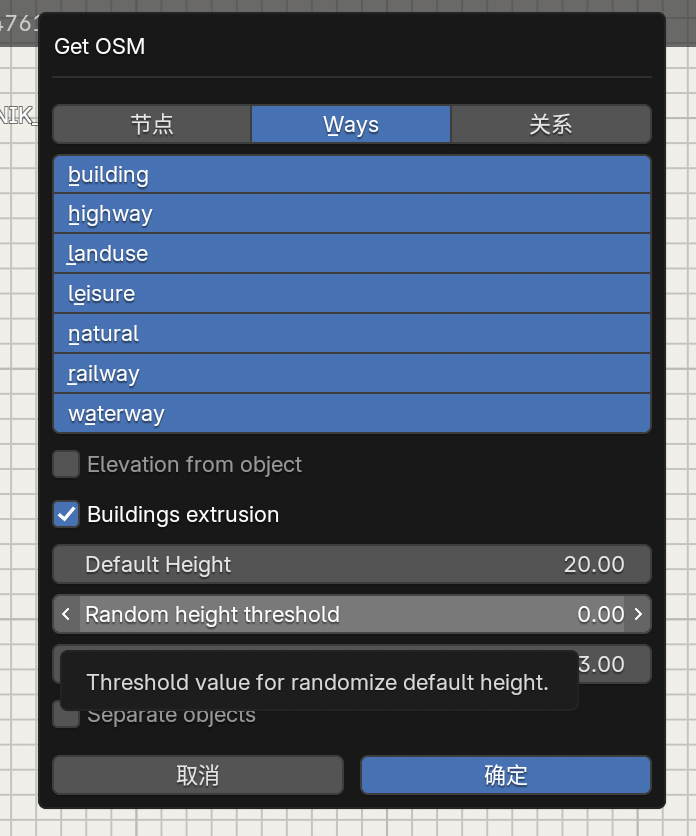 4761
Get OSM
NIK_
节点 Ways 关系
building
highway
landuse
leisure
natural
railway
waterway
Elevation from object
Buildings extrusion
Default Height 20.00
Random height threshold 0.00
3.00
Threshold value for randomize default height.
Separate objects
取消 确定